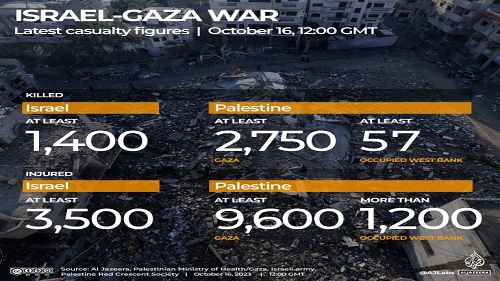 ISRAEL-GAZA WAR
Latest casualty figures | October 16, 12:00 GMT
KILLED
Israel
Palestine
AT LEAST
AT LEAST
AT LEAST
1,400
2,750
57
GAZA
OCCUPIED WEST BANK
INJURED
Israel
Palestine
AT LEAST
AT LEAST
MORE THAN
3,500
9,600
1,200
GAZA
OCCUPIED WEST BANK
Source: Al Jazeera, Palestinian Ministry of Health/Gaza, Israeli army,
Palestine Red Crescent Society | October 16, 2023 | 12:00 GMT
@AJLabs
ALJAZEERA